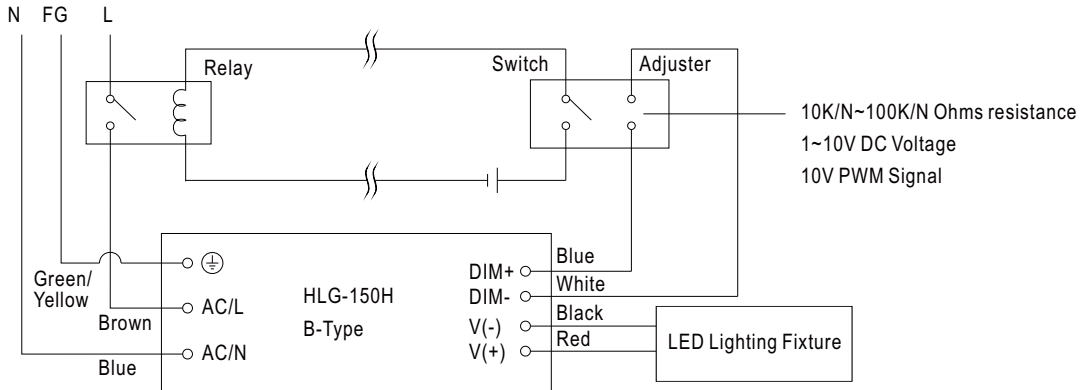 N FG L
Relay
Switch
Adjuster
10K/N~100K/N Ohms resistance
1~10V DC Voltage
10V PWM Signal
Green/
Yellow
Brown
Blue
AC/L
AC/N
HLG-150H
B-Type
DIM+
DIM-
V(-)
V(+)
Blue
White
Black
Red
LED Lighting Fixture